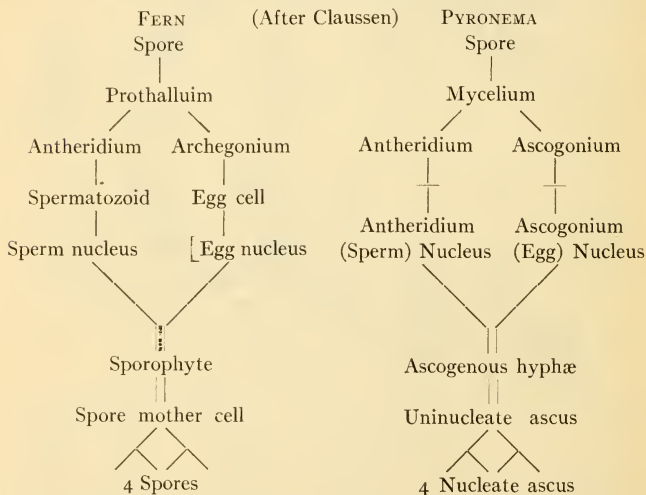 FERN (After Claussen) PYRONEMA
Spore Spore
Prothalluim Mycelium
Antheridium Archegonium Antheridium Ascogonium
Spermatozoid Egg cell
Sperm nucleus [Egg nucleus Antheridium Ascogonium
(Sperm) Nucleus (Egg) Nucleus
Sporophyte Ascogenous hyphæ
Spore mother cell Uninucleate ascus
4 Spores 4 Nucleate ascus